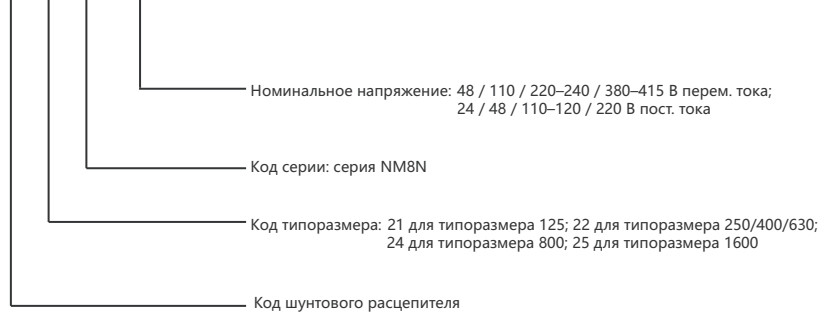 Номинальное напряжение: 48 / 110 / 220–240 / 380–415 В перем. тока;
24 / 48 / 110–120 / 220 В пост. тока
Код серии: серия NM8N
Код типоразмера: 21 для типоразмера 125; 22 для типоразмера 250/400/630;
24 для типоразмера 800; 25 для типоразмера 1600
Код шунтового расцепителя